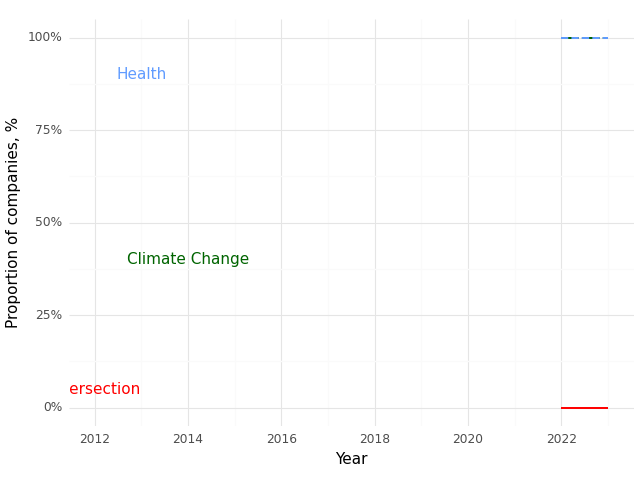 100%
Health
75%
Proportion of companies, %
50%
Climate Change
25%
ersection
0%
2012 2014 2016 2018 2020 2022
Year